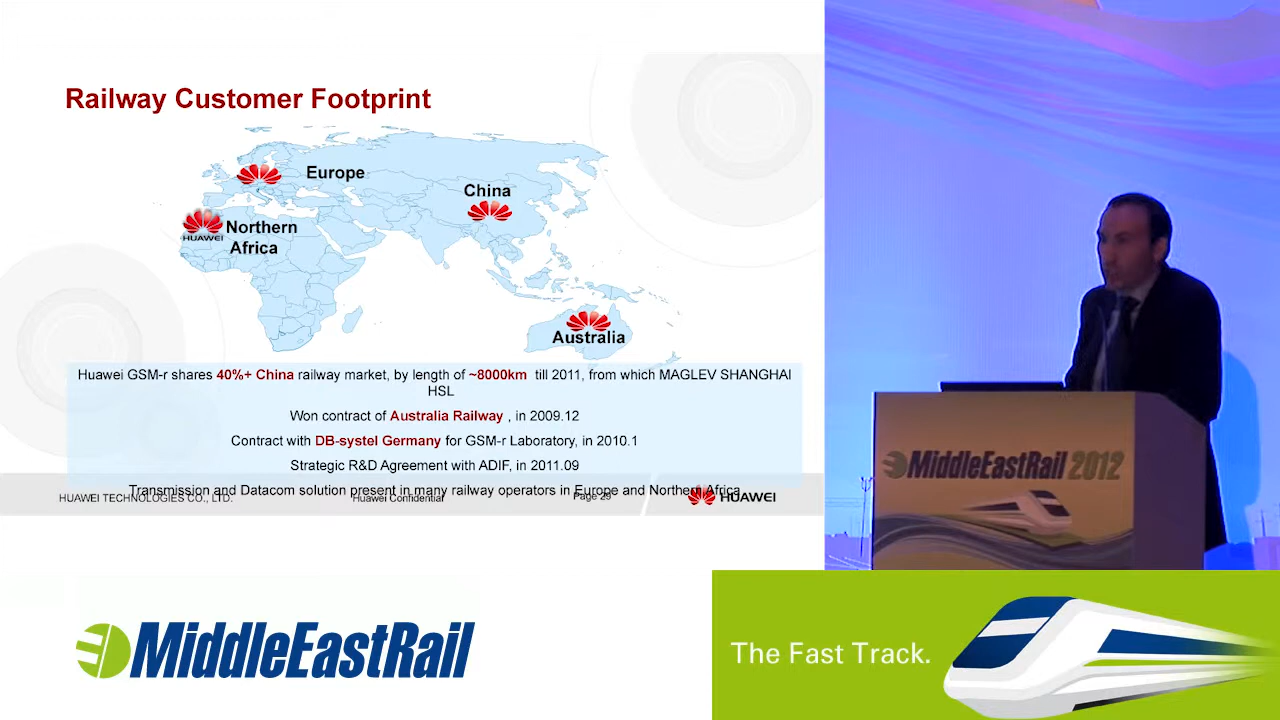 Railway Customer Footprint
Europe
China
HUAWEI
Northern
Africa
Australia
Huawei GSM-r shares 40%+ China railway market, by length of ~8000km till 2011, from which MAGLEV SHANGHAI
HSL
Won contract of Australia Railway , in 2009.12
Contract with DB-systel Germany for GSM-r Laboratory, in 2010.1
Strategic R&D Agreement with ADIF, in 2011.09
Transmission and Datacom solution present in many railway operators in Europe and Northern Africa
HUAWEI TECHNOLOGIES CO., LTD.
Huawei Confidential
Page 29
HUAWEI
MiddleEastRail 2012
MiddleEastRail
The Fast Track.